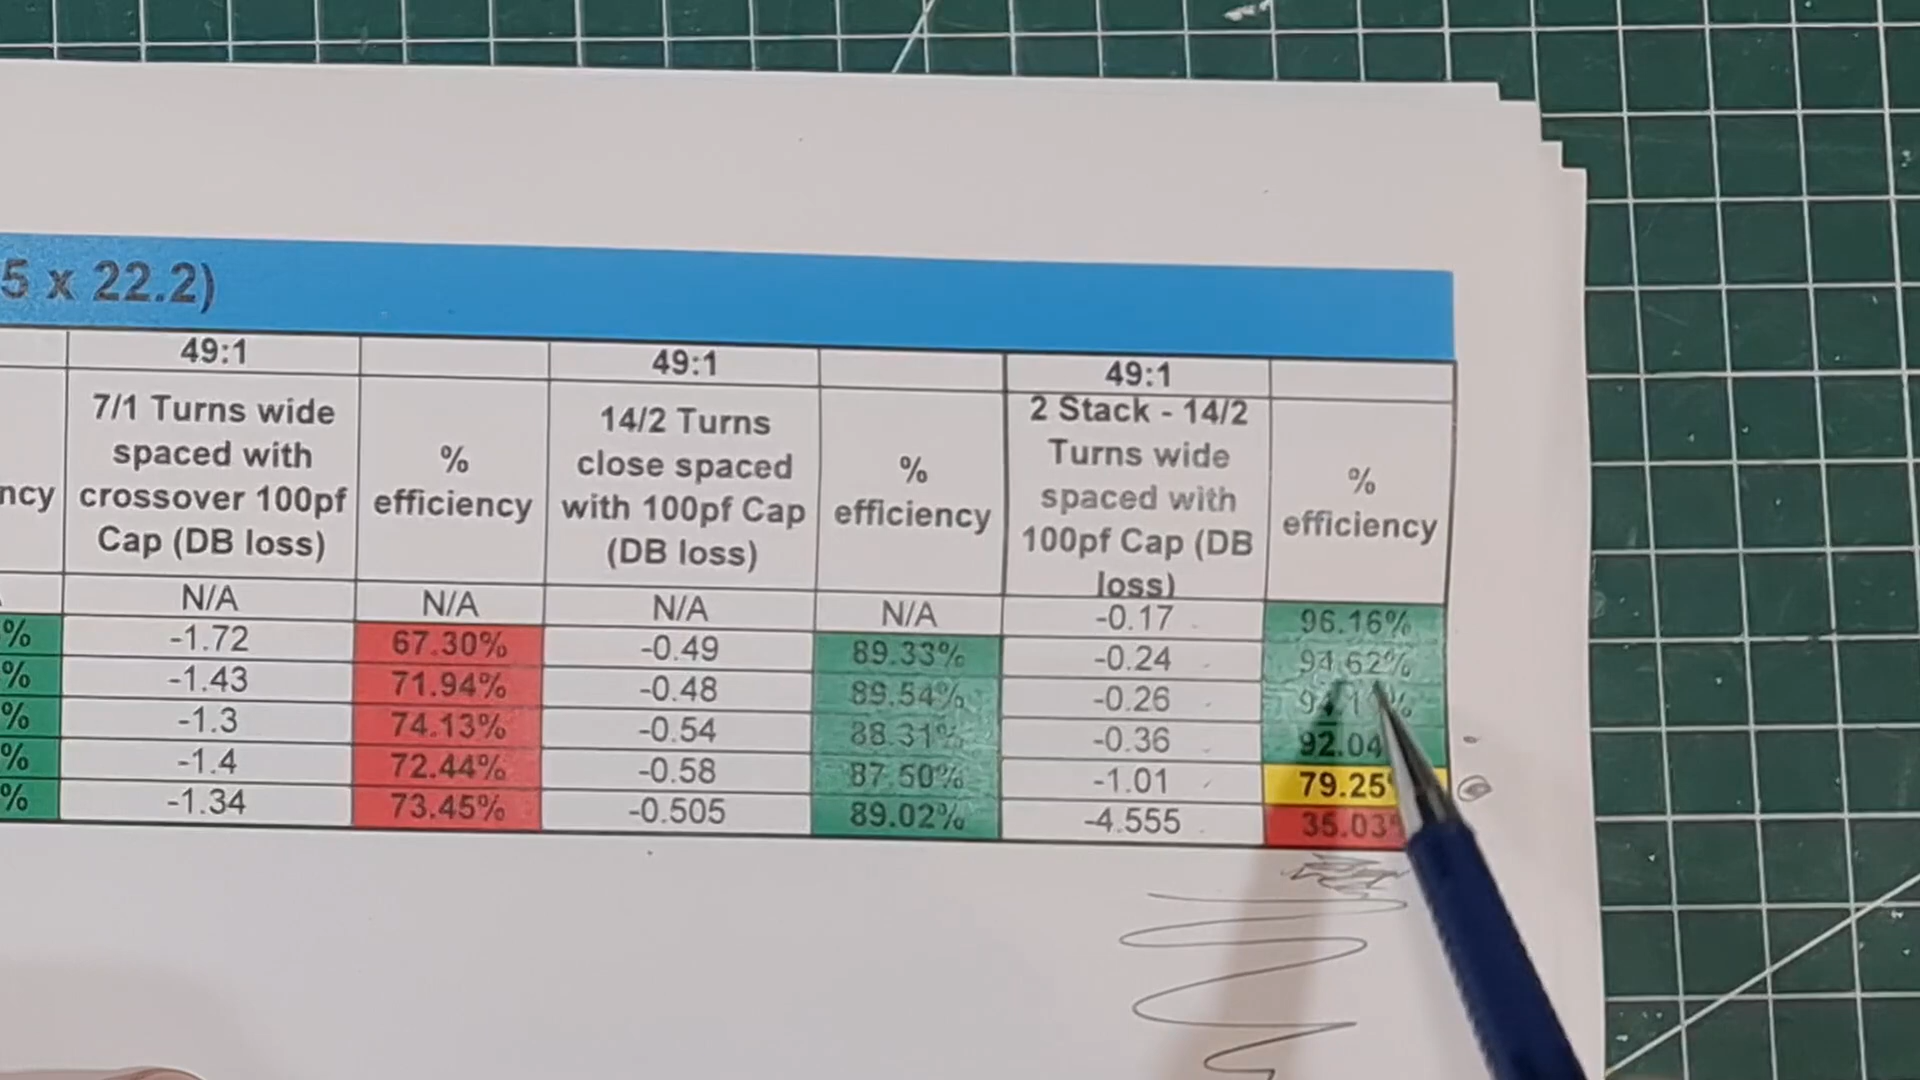 5 x 22.2)
49:1 49:1 49:1
ncy 7/1 Turns wide spaced with crossover 100pf Cap (DB loss) % efficiency 14/2 Turns close spaced with 100pf Cap (DB loss) % efficiency 2 Stack - 14/2 Turns wide spaced with 100pf Cap (DB loss) % efficiency
N/A N/A N/A N/A -0.17 96.16%
% -1.72 67.30% -0.49 89.33% -0.24 94.62%
% -1.43 71.94% -0.48 89.54% -0.26
% -1.3 74.13% -0.54 88.31% -0.36 92.04
% -1.4 72.44% -0.58 87.50% -1.01 79.25%
% -1.34 73.45% -0.505 89.02% -4.555 35.03%